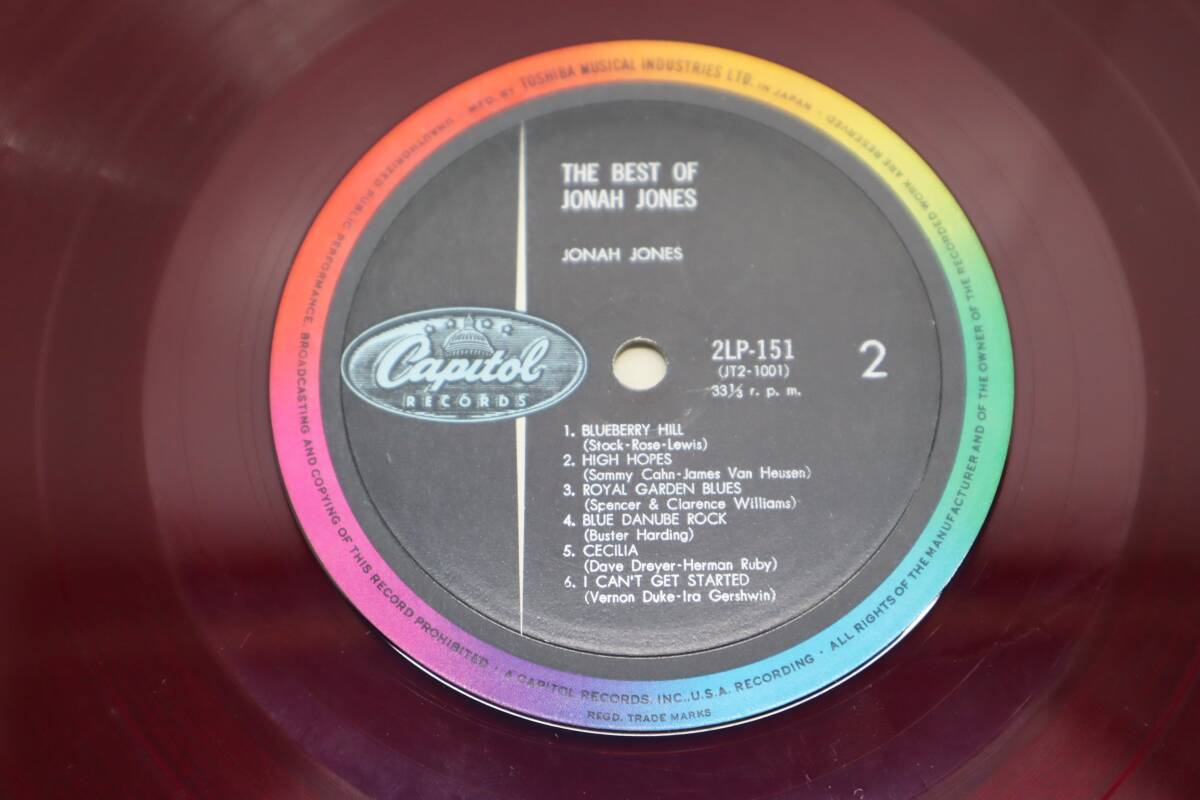 THE BEST OF
JONAH JONES
JONAH JONES
Capitol
RECORDS
2LP-151
(JT2-1001)
33⅓ r. p. m.
2
1. BLUEBERRY HILL
(Stock-Rose-Lewis)
2. HIGH HOPES
(Sammy Cahn-James Van Heusen)
3. ROYAL GARDEN BLUES
(Spencer & Clarence Williams)
4. BLUE DANUBE ROCK
(Buster Harding)
5. CECILIA
(Dave Dreyer-Herman Ruby)
6. I CAN'T GET STARTED
(Vernon Duke-Ira Gershwin)
MFD. BY TOSHIBA MUSICAL INDUSTRIES LTD. IN JAPAN · UNAUTHORIZED PUBLIC PERFORMANCE, BROADCASTING AND COPYING OF THIS RECORD PROHIBITED · A CAPITOL RECORDS, INC., U.S.A. RECORDING · ALL RIGHTS OF THE MANUFACTURER AND OF THE OWNER OF THE RECORDED WORK ARE RESERVED ·
REGD. TRADE MARKS